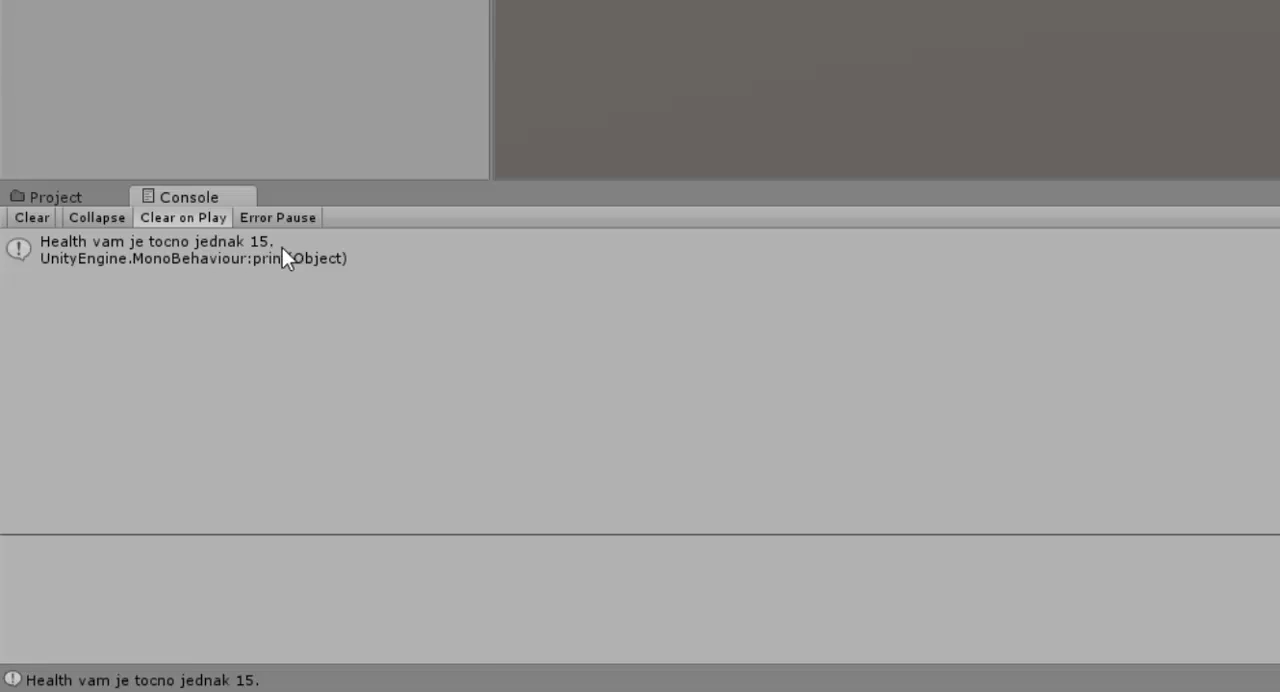 Project Console
Clear Collapse Clear on Play Error Pause
Health vam je tocno jednak 15.
UnityEngine.MonoBehaviour:prin Object)
Health vam je tocno jednak 15.